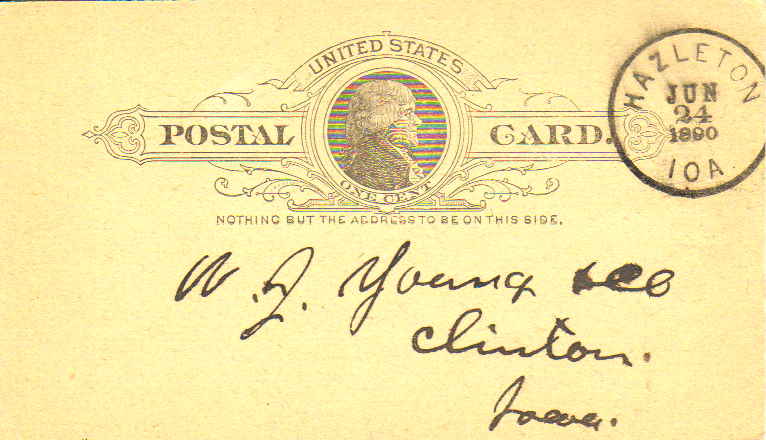 UNITED STATES
POSTAL CARD.
ONE CENT
NOTHING BUT THE ADDRESS TO BE ON THIS SIDE.
HAZLETON
JUN
24
1890
IOA
W. J. Young & Co
Clinton.
Iowa.